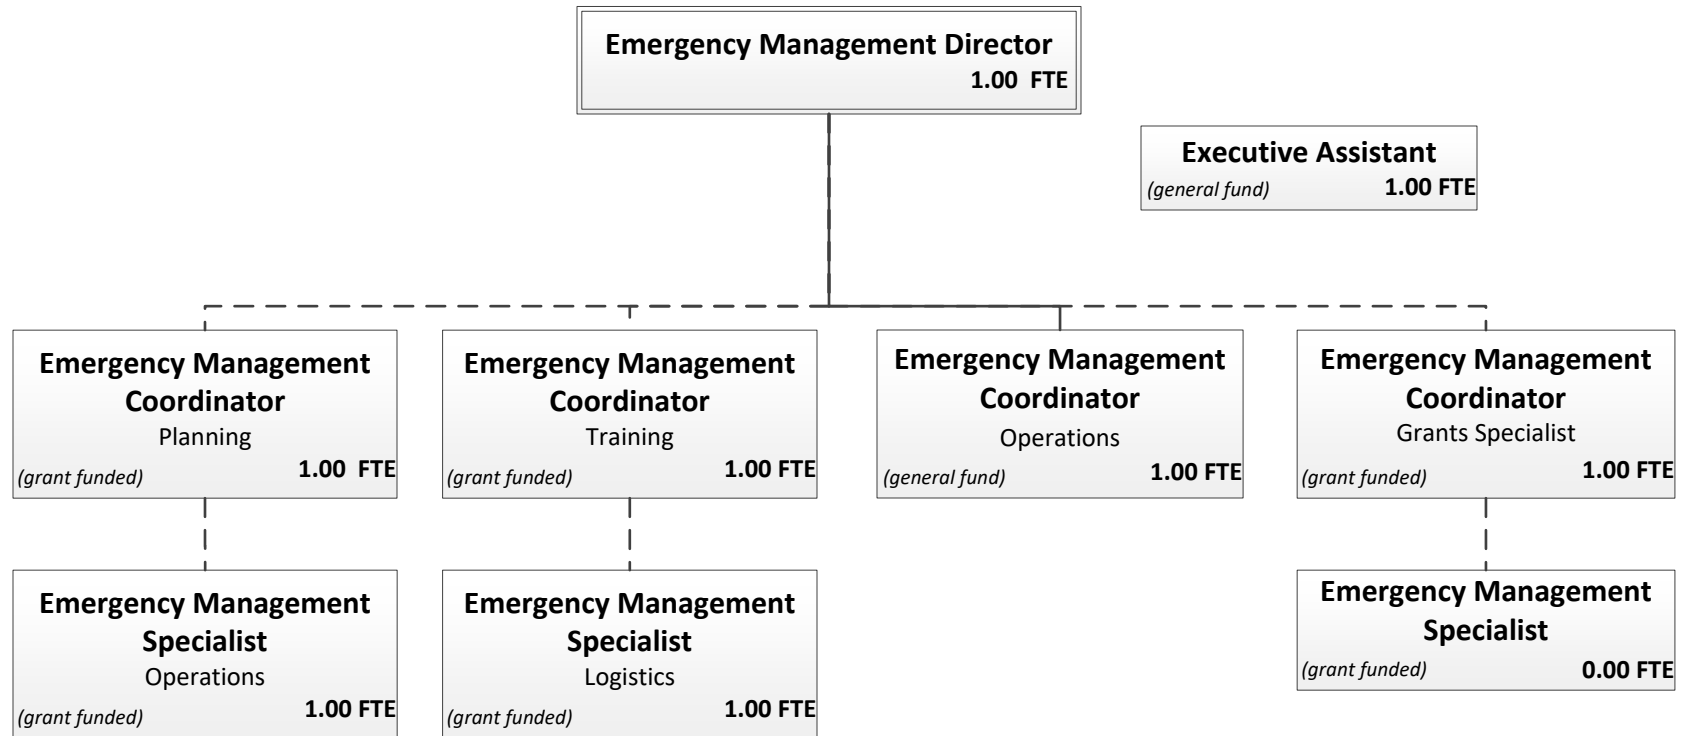 Emergency Management Director
1.00 FTE
Executive Assistant
(general fund) 1.00 FTE
Emergency Management
Coordinator
Planning
(grant funded) 1.00 FTE
Emergency Management
Coordinator
Training
(grant funded) 1.00 FTE
Emergency Management
Coordinator
Operations
(general fund) 1.00 FTE
Emergency Management
Coordinator
Grants Specialist
(grant funded) 1.00 FTE
Emergency Management
Specialist
Operations
(grant funded) 1.00 FTE
Emergency Management
Specialist
Logistics
(grant funded) 1.00 FTE
Emergency Management
Specialist
(grant funded) 0.00 FTE